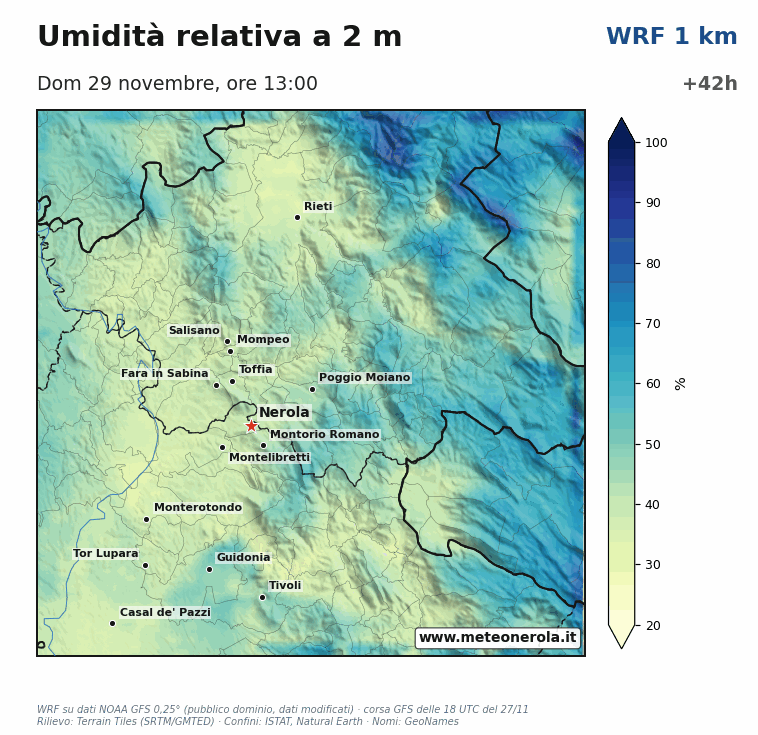 Umidità relativa a 2 m
WRF 1 km
Dom 29 novembre, ore 13:00
+42h
100
90
80
70
60
50
40
30
20
%
Rieti
Salisano
Mompeo
Toffia
Fara in Sabina
Poggio Moiano
Nerola
Montorio Romano
Montelibretti
Monterotondo
Tor Lupara
Guidonia
Tivoli
Casal de' Pazzi
www.meteonerola.it
WRF su dati NOAA GFS 0,25° (pubblico dominio, dati modificati) · corsa GFS delle 18 UTC del 27/11
Rilievo: Terrain Tiles (SRTM/GMTED) · Confini: ISTAT, Natural Earth · Nomi: GeoNames